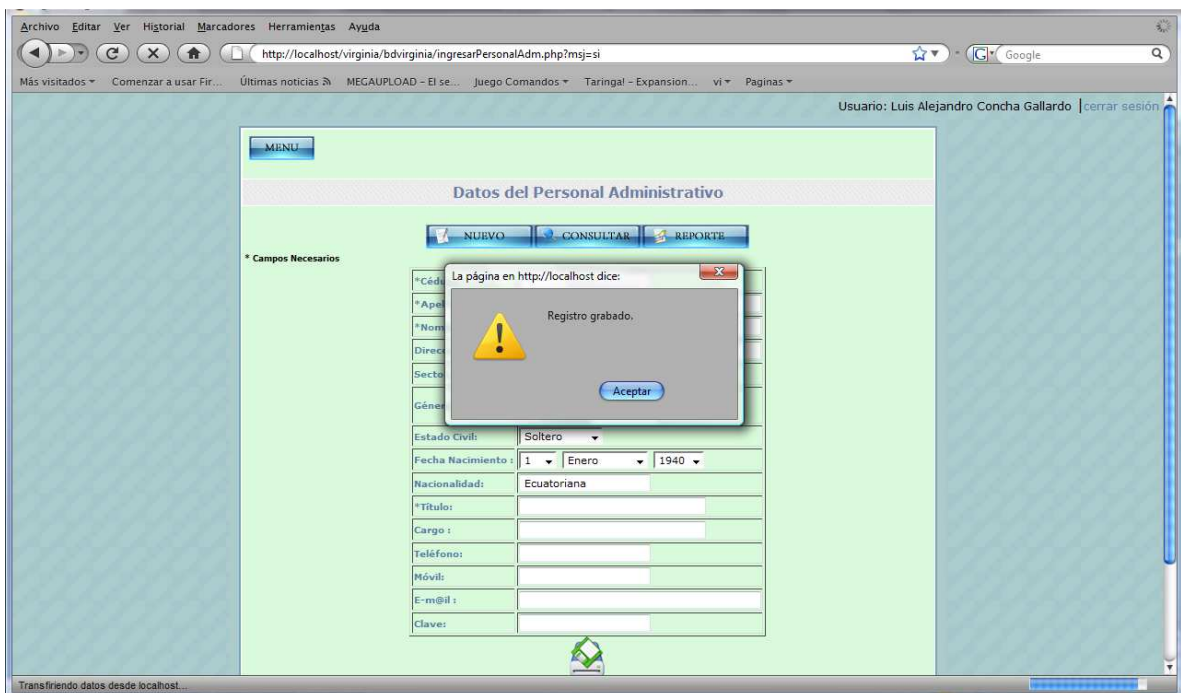 Archivo Editar Ver Historial Marcadores Herramientas Ayuda
http://localhost/virginia/bdvirginia/ingresarPersonalAdm.php?msj=si
Google
Más visitados Comenzar a usar Fir... Últimas noticias MEGAUPLOAD – El se... Juego Comandos Taringa! – Expansion... vi Paginas
Usuario: Luis Alejandro Concha Gallardo cerrar sesión
MENU
Datos del Personal Administrativo
NUEVO CONSULTAR REPORTE
* Campos Necesarios
La página en http://localhost dice:
Registro grabado.
Aceptar
Estado Civil: Soltero
Fecha Nacimiento : 1 Enero 1940
Nacionalidad: Ecuatoriana
*Título:
Cargo :
Teléfono:
Móvil:
E-m@il :
Clave:
Transfiriendo datos desde localhost...